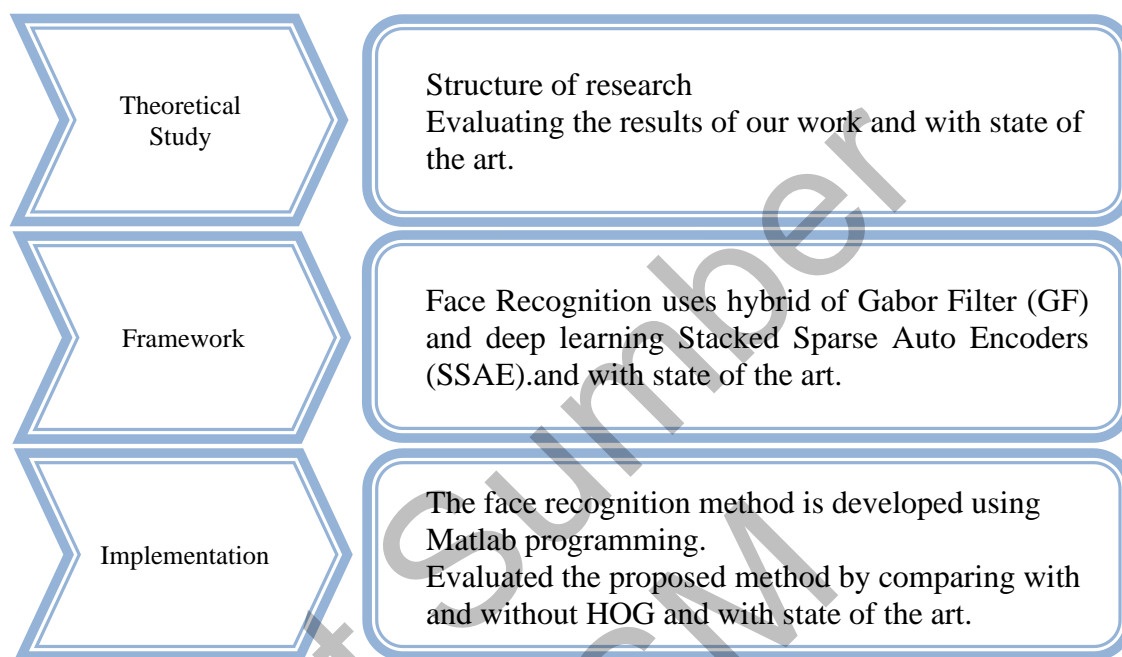 Theoretical
Study
Structure of research
Evaluating the results of our work and with state of
the art.
Framework
Face Recognition uses hybrid of Gabor Filter (GF)
and deep learning Stacked Sparse Auto Encoders
(SSAE).and with state of the art.
Implementation
The face recognition method is developed using
Matlab programming.
Evaluated the proposed method by comparing with
and without HOG and with state of the art.
Sumber